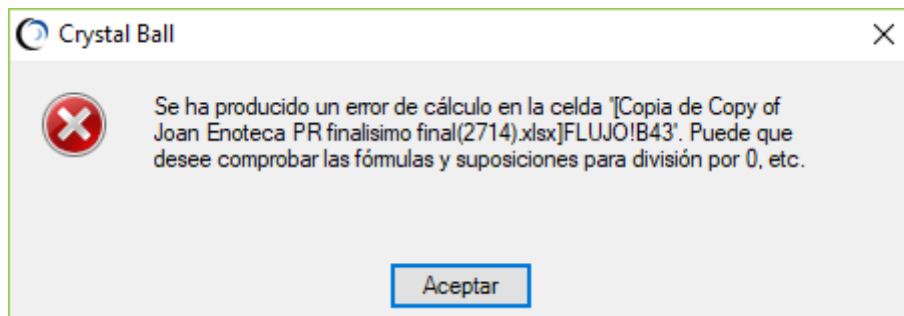 Crystal Ball
Se ha producido un error de cálculo en la celda '[Copia de Copy of
Joan Enoteca PR finalisimo final(2714).xlsx]FLUJO!B43'. Puede que
desee comprobar las fórmulas y suposiciones para división por 0, etc.
Aceptar